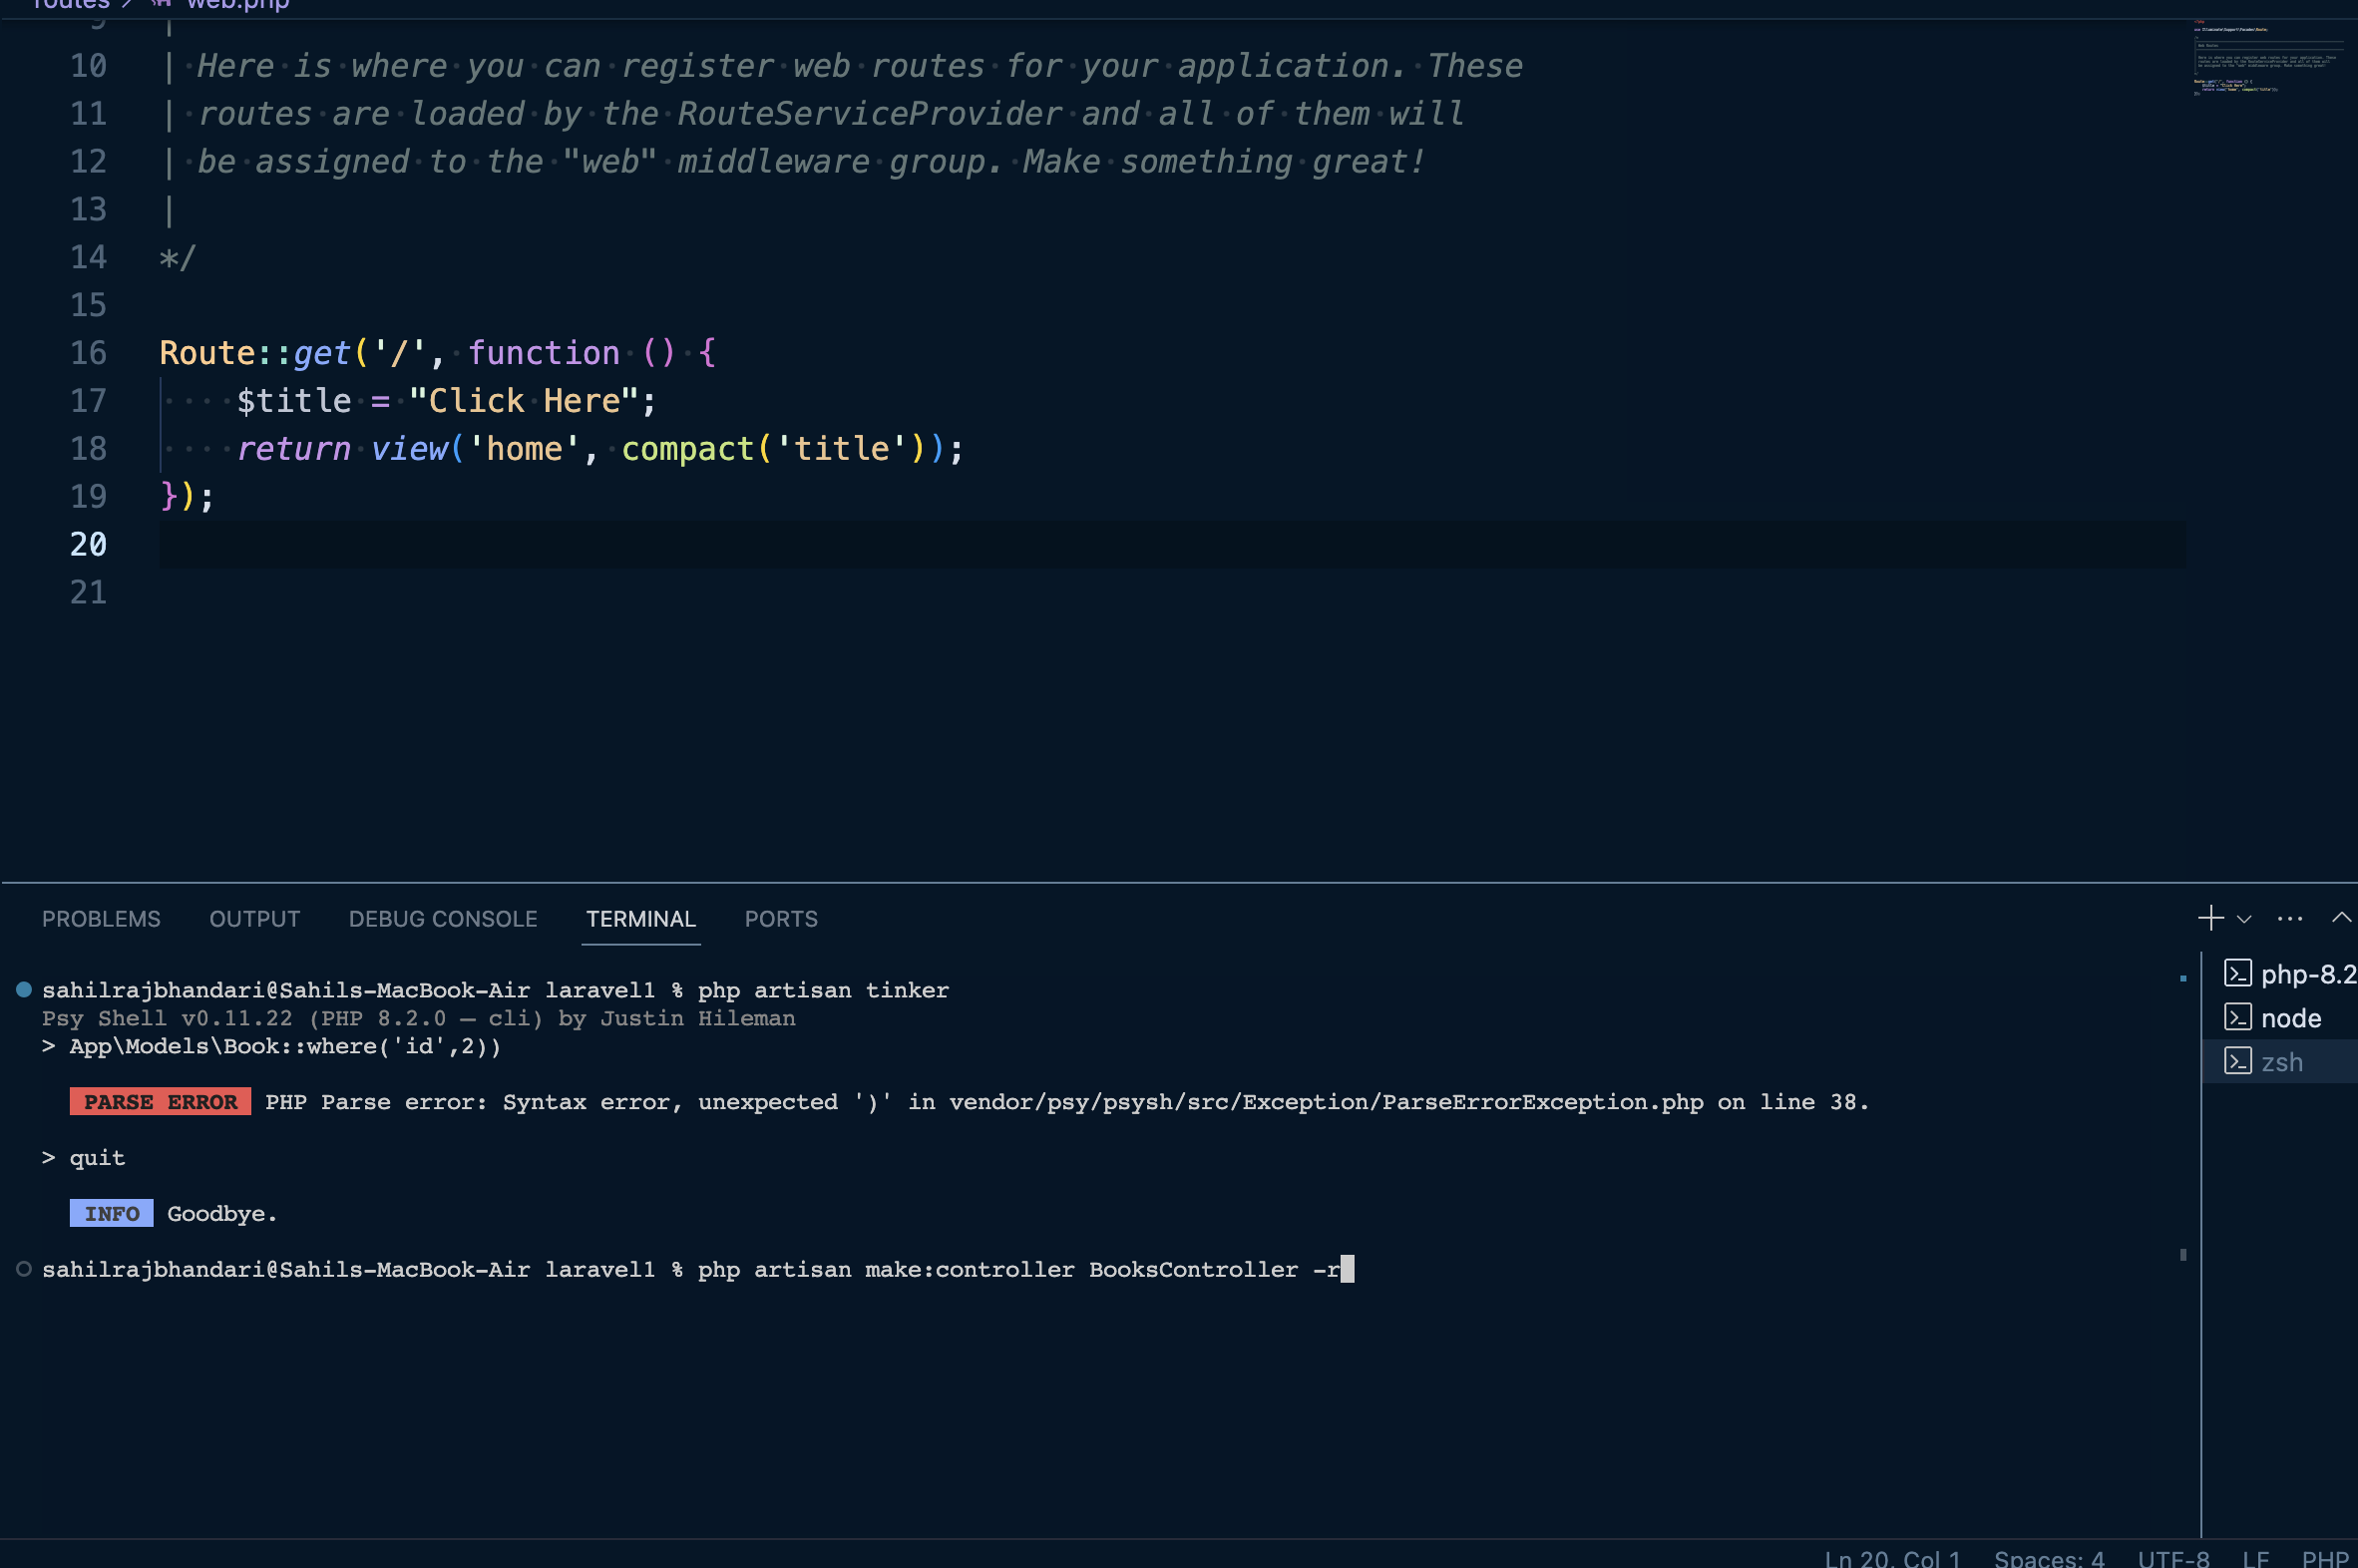 routes > web.php
9 |
10 | Here is where you can register web routes for your application. These
11 | routes are loaded by the RouteServiceProvider and all of them will
12 | be assigned to the "web" middleware group. Make something great!
13 |
14 */
15
16 Route::get('/', function () {
17     $title = "Click Here";
18     return view('home', compact('title'));
19 });
20
21
PROBLEMS OUTPUT DEBUG CONSOLE TERMINAL PORTS
sahilrajbhandari@Sahils-MacBook-Air laravel1 % php artisan tinker
Psy Shell v0.11.22 (PHP 8.2.0 — cli) by Justin Hileman
> App\Models\Book::where('id',2))
PARSE ERROR PHP Parse error: Syntax error, unexpected ')' in vendor/psy/psysh/src/Exception/ParseErrorException.php on line 38.
> quit
INFO Goodbye.
sahilrajbhandari@Sahils-MacBook-Air laravel1 % php artisan make:controller BooksController -r
php-8.2
node
zsh
Ln 20, Col 1 Spaces: 4 UTF-8 LF PHP